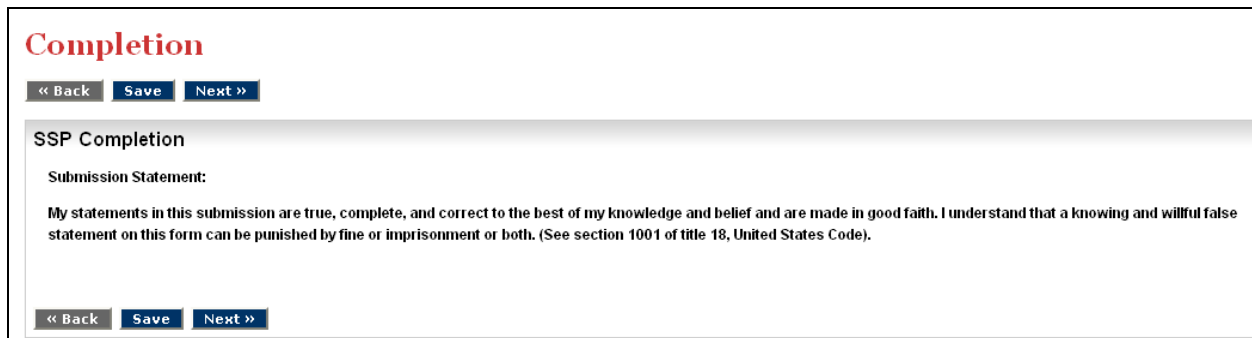 Completion
« Back Save Next »
SSP Completion
Submission Statement:
My statements in this submission are true, complete, and correct to the best of my knowledge and belief and are made in good faith. I understand that a knowing and willful false
statement on this form can be punished by fine or imprisonment or both. (See section 1001 of title 18, United States Code).
« Back Save Next »